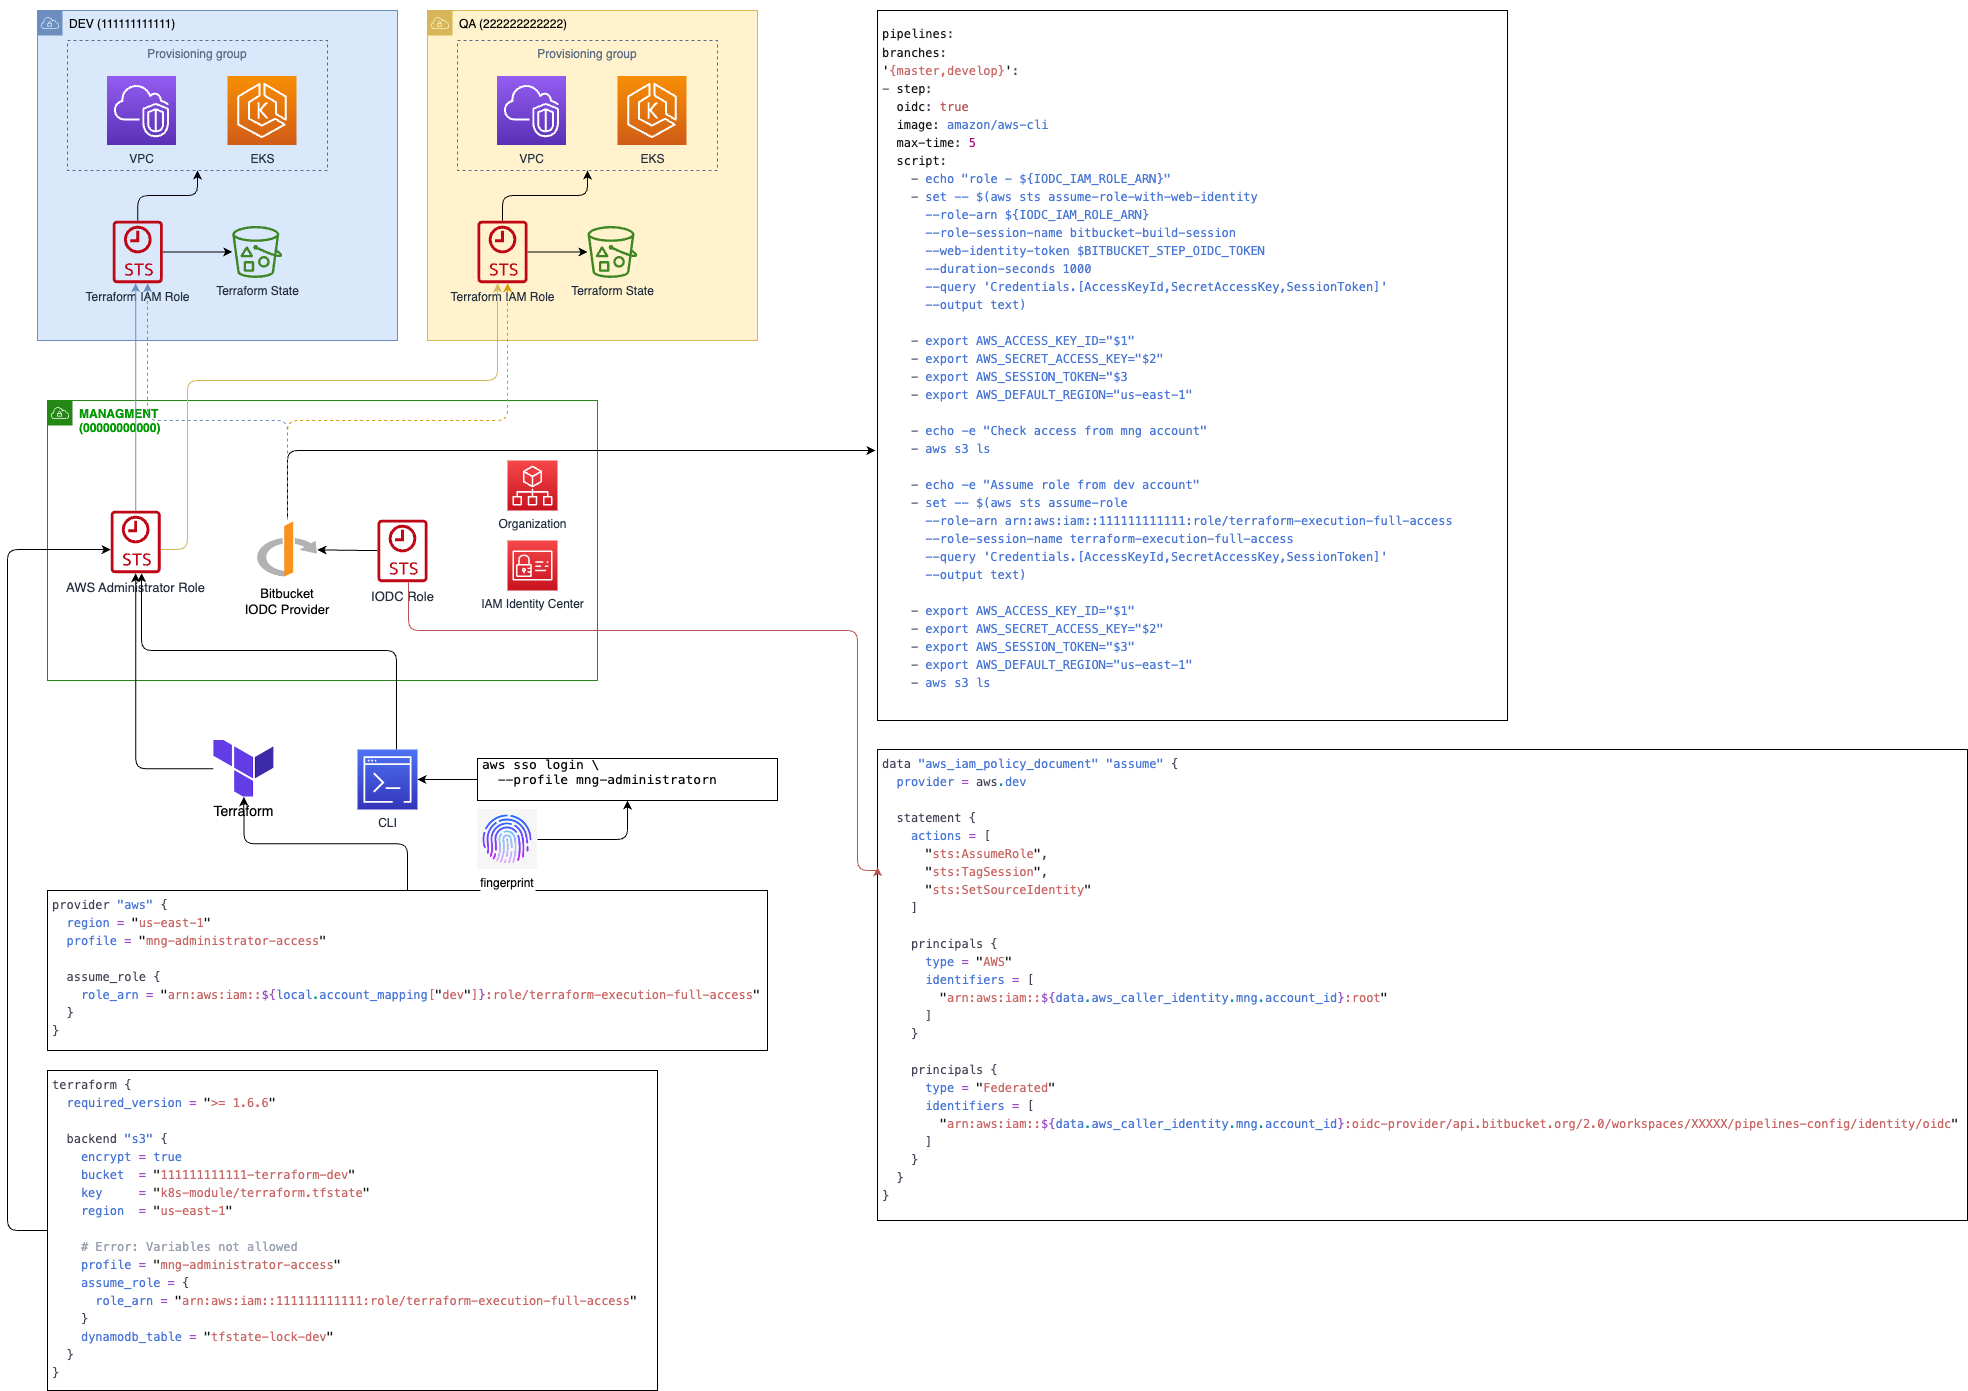 DEV (111111111111)
Provisioning group
VPC
EKS
STS
Terraform IAM Role
Terraform State
QA (222222222222)
Provisioning group
VPC
EKS
STS
Terraform IAM Role
Terraform State
MANAGMENT
(00000000000)
STS
AWS Administrator Role
Bitbucket
IODC Provider
STS
IODC Role
Organization
IAM Identity Center
Terraform
CLI
aws sso login \
  --profile mng-administratorn
fingerprint
provider "aws" {
  region = "us-east-1"
  profile = "mng-administrator-access"
  assume_role {
    role_arn = "arn:aws:iam::${local.account_mapping["dev"]}:role/terraform-execution-full-access"
  }
}
terraform {
  required_version = ">= 1.6.6"
  backend "s3" {
    encrypt = true
    bucket  = "111111111111-terraform-dev"
    key     = "k8s-module/terraform.tfstate"
    region  = "us-east-1"
    # Error: Variables not allowed
    profile = "mng-administrator-access"
    assume_role = {
      role_arn = "arn:aws:iam::111111111111:role/terraform-execution-full-access"
    }
    dynamodb_table = "tfstate-lock-dev"
  }
}
pipelines:
branches:
'{master,develop}':
- step:
  oidc: true
  image: amazon/aws-cli
  max-time: 5
  script:
    - echo "role - ${IODC_IAM_ROLE_ARN}"
    - set -- $(aws sts assume-role-with-web-identity
      --role-arn ${IODC_IAM_ROLE_ARN}
      --role-session-name bitbucket-build-session
      --web-identity-token $BITBUCKET_STEP_OIDC_TOKEN
      --duration-seconds 1000
      --query 'Credentials.[AccessKeyId,SecretAccessKey,SessionToken]'
      --output text)
    - export AWS_ACCESS_KEY_ID="$1"
    - export AWS_SECRET_ACCESS_KEY="$2"
    - export AWS_SESSION_TOKEN="$3
    - export AWS_DEFAULT_REGION="us-east-1"
    - echo -e "Check access from mng account"
    - aws s3 ls
    - echo -e "Assume role from dev account"
    - set -- $(aws sts assume-role
      --role-arn arn:aws:iam::111111111111:role/terraform-execution-full-access
      --role-session-name terraform-execution-full-access
      --query 'Credentials.[AccessKeyId,SecretAccessKey,SessionToken]'
      --output text)
    - export AWS_ACCESS_KEY_ID="$1"
    - export AWS_SECRET_ACCESS_KEY="$2"
    - export AWS_SESSION_TOKEN="$3"
    - export AWS_DEFAULT_REGION="us-east-1"
    - aws s3 ls
data "aws_iam_policy_document" "assume" {
  provider = aws.dev
  statement {
    actions = [
      "sts:AssumeRole",
      "sts:TagSession",
      "sts:SetSourceIdentity"
    ]
    principals {
      type = "AWS"
      identifiers = [
        "arn:aws:iam::${data.aws_caller_identity.mng.account_id}:root"
      ]
    }
    principals {
      type = "Federated"
      identifiers = [
        "arn:aws:iam::${data.aws_caller_identity.mng.account_id}:oidc-provider/api.bitbucket.org/2.0/workspaces/XXXXX/pipelines-config/identity/oidc"
      ]
    }
  }
}